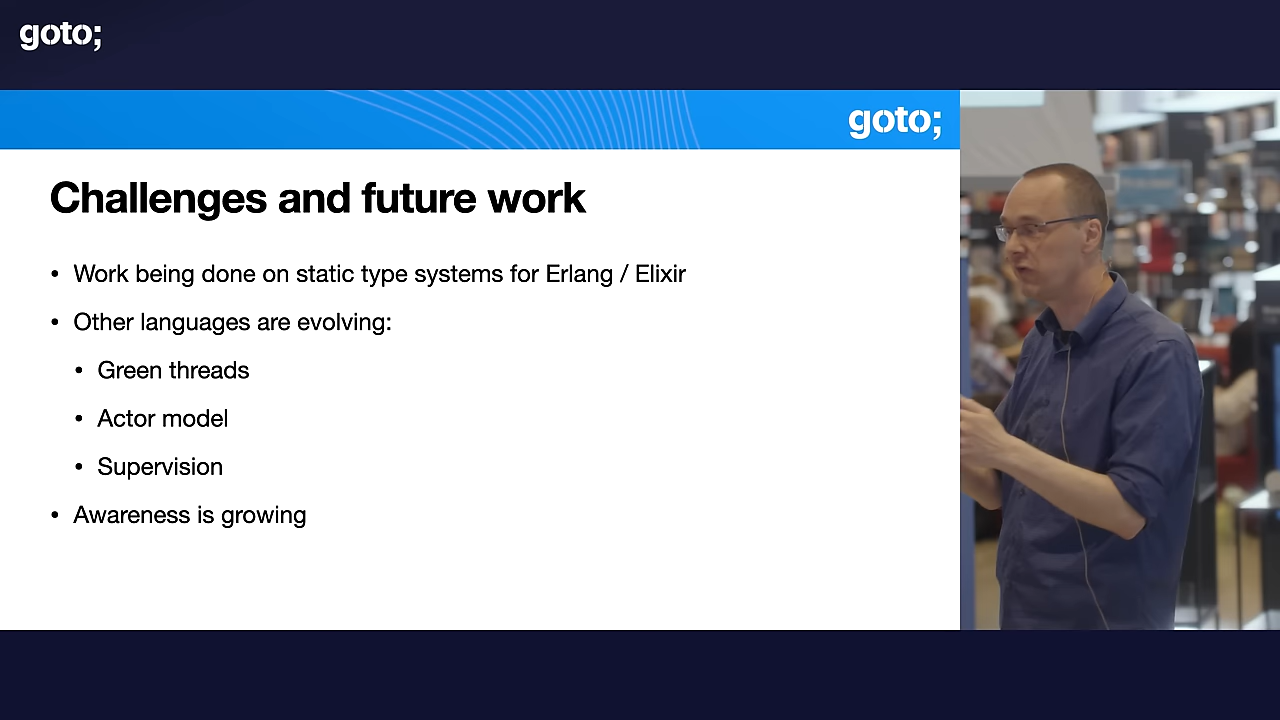 goto;
goto;
Challenges and future work
• Work being done on static type systems for Erlang / Elixir
• Other languages are evolving:
• Green threads
• Actor model
• Supervision
• Awareness is growing